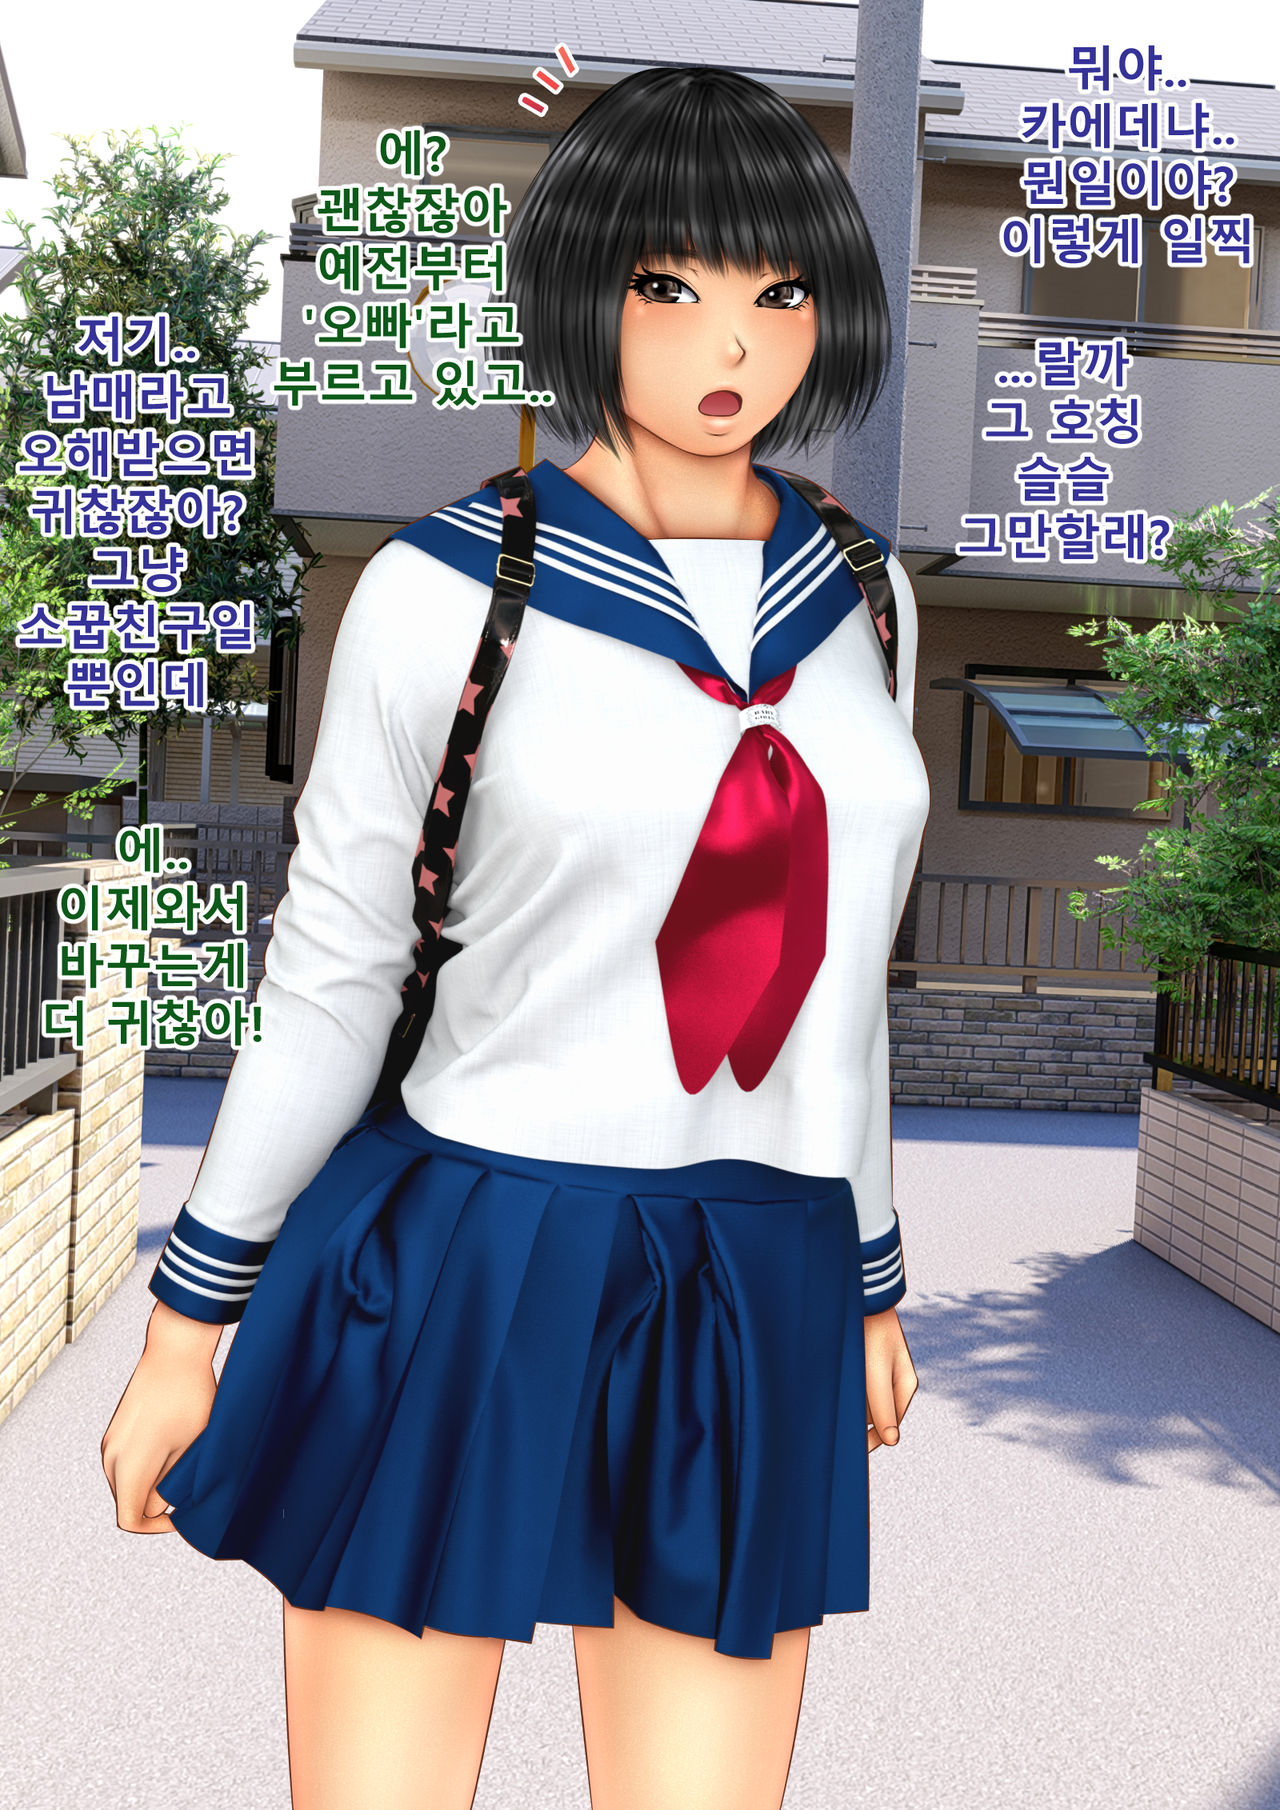 뭐야..
카에데냐..
뭔일이야?
이렇게 일찍
...랄까
그 호칭
슬슬
그만할래?
에?
괜찮잖아
예전부터
'오빠'라고
부르고 있고..
저기..
남매라고
오해받으면
귀찮잖아?
그냥
소꿉친구일
뿐인데
에..
이제와서
바꾸는게
더 귀찮아!